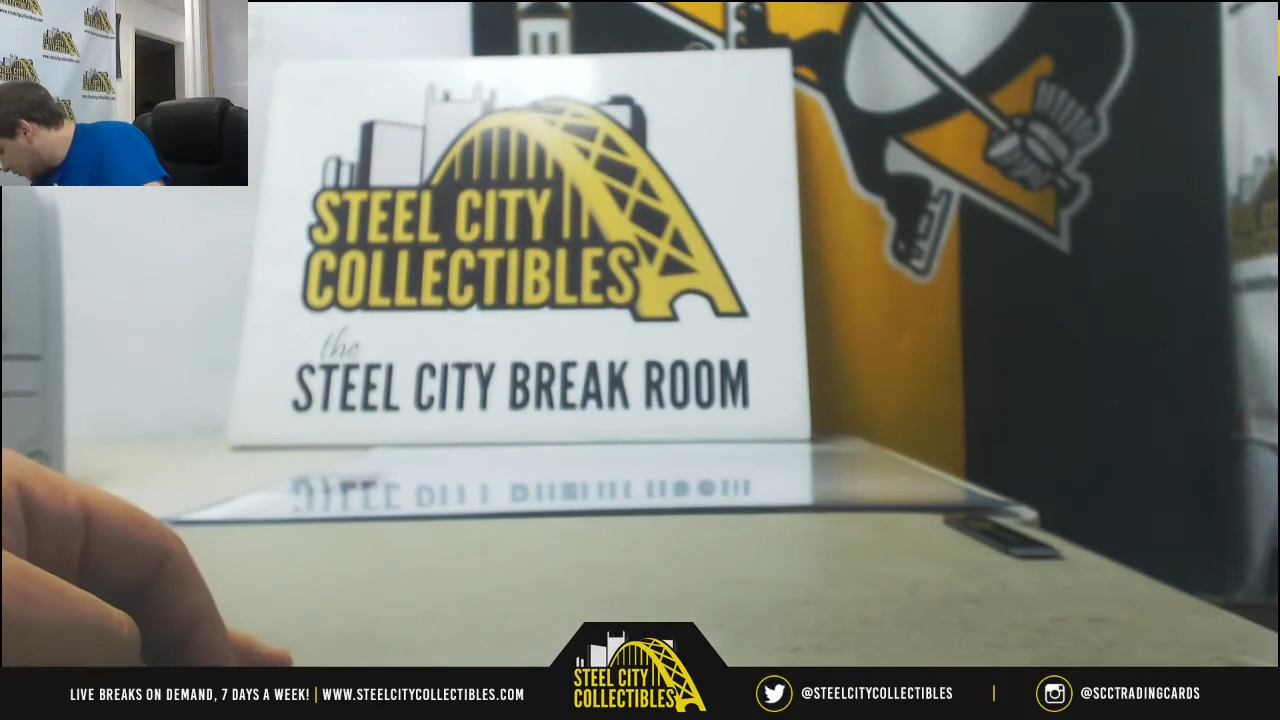 STEEL CITY
COLLECTIBLES
the
STEEL CITY BREAK ROOM
LIVE BREAKS ON DEMAND, 7 DAYS A WEEK! | WWW.STEELCITYCOLLECTIBLES.COM
STEEL CITY
COLLECTIBLES
@STEELCITYCOLLECTIBLES | @SCCTRADINGCARDS